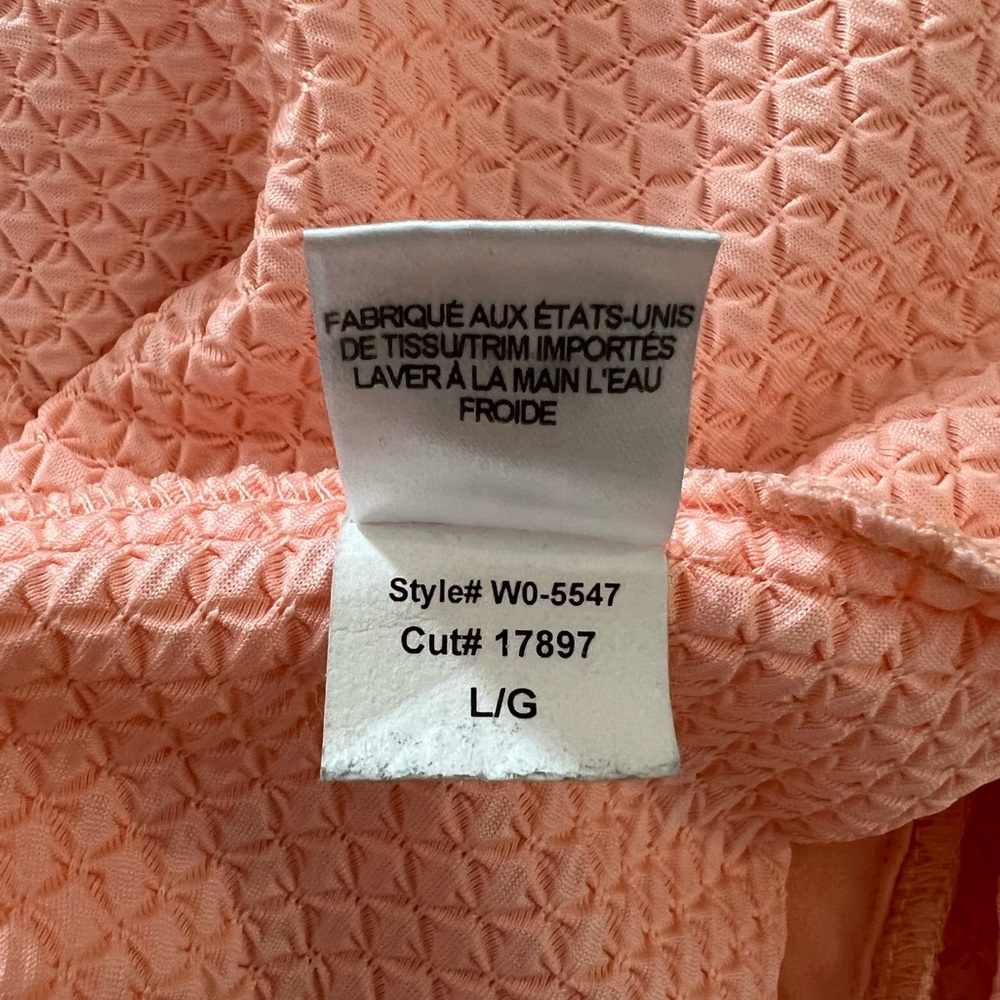 FABRIQUÉ AUX ÉTATS-UNIS
DE TISSU/TRIM IMPORTÉS
LAVER À LA MAIN L'EAU
FROIDE
Style# W0-5547
Cut# 17897
L/G